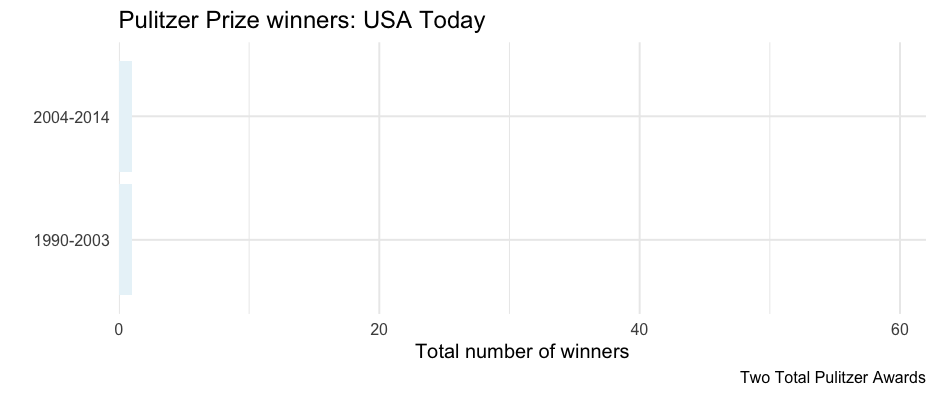 Pulitzer Prize winners: USA Today
2004-2014
1990-2003
0 20 40 60
Total number of winners
Two Total Pulitzer Awards